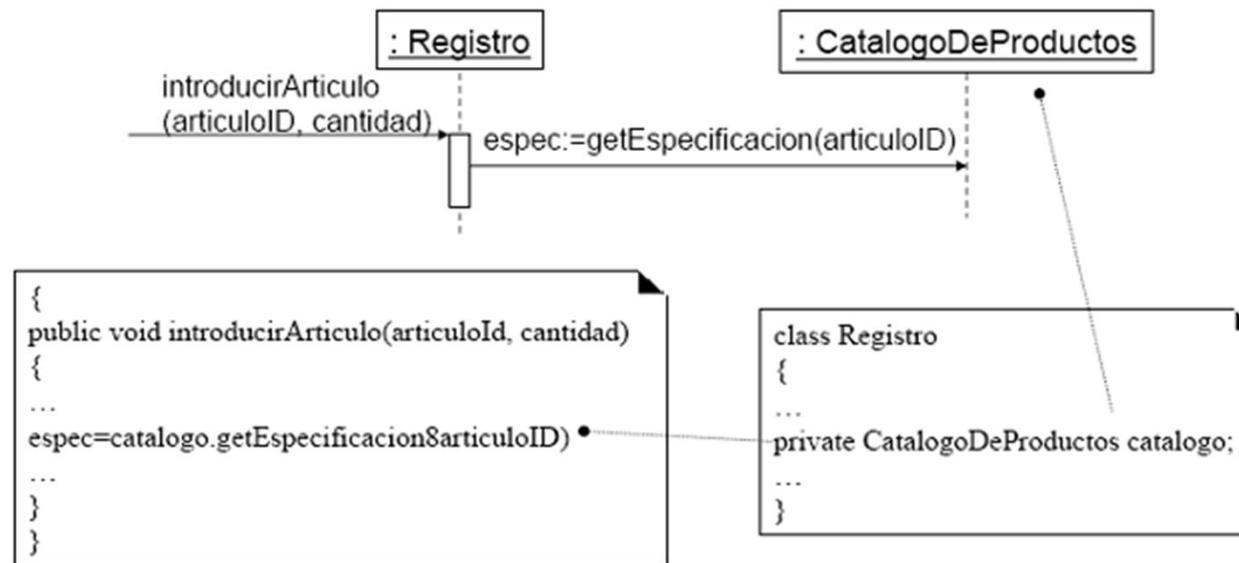 : Registro
: CatalogoDeProductos
introducirArticulo
(articuloID, cantidad)
espec:=getEspecificacion(articuloID)
{
public void introducirArticulo(articuloId, cantidad)
{
...
espec=catalogo.getEspecificacion8articuloID)
...
}
}
class Registro
{
...
private CatalogoDeProductos catalogo;
...
}